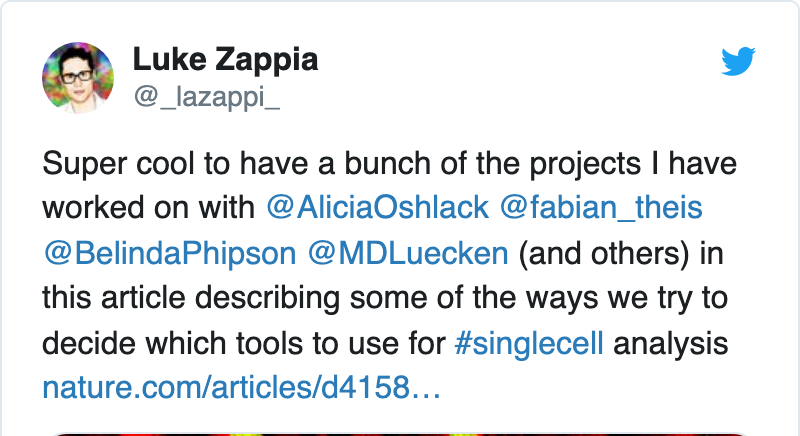 Luke Zappia
@_lazappi_
Super cool to have a bunch of the projects I have
worked on with @AliciaOshlack @fabian_theis
@BelindaPhipson @MDLuecken (and others) in
this article describing some of the ways we try to
decide which tools to use for #singlecell analysis
nature.com/articles/d4158…